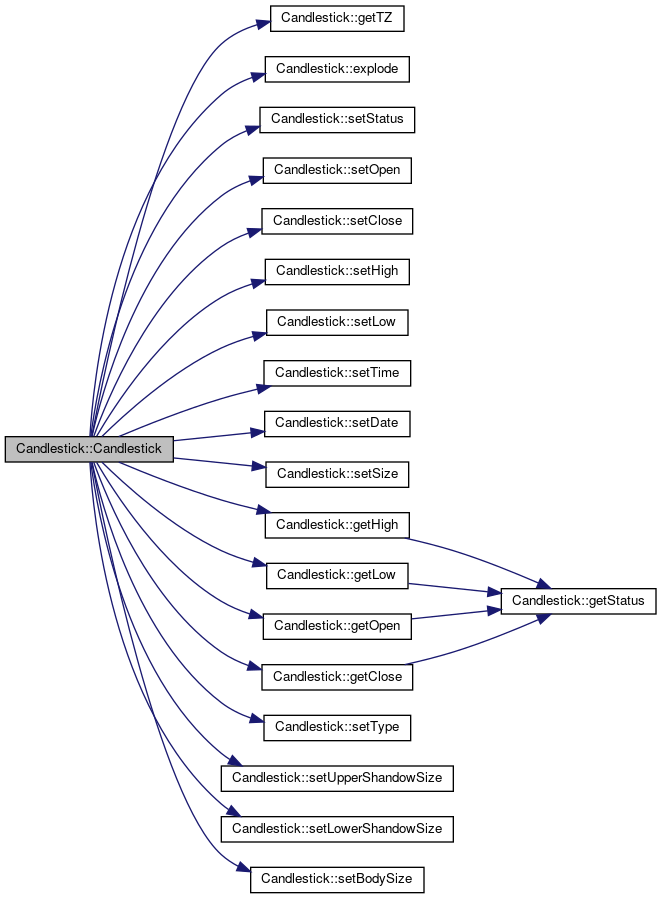 Candlestick::getTZ
Candlestick::explode
Candlestick::setStatus
Candlestick::setOpen
Candlestick::setClose
Candlestick::setHigh
Candlestick::setLow
Candlestick::setTime
Candlestick::setDate
Candlestick::Candlestick
Candlestick::setSize
Candlestick::getHigh
Candlestick::getLow
Candlestick::getStatus
Candlestick::getOpen
Candlestick::getClose
Candlestick::setType
Candlestick::setUpperShandowSize
Candlestick::setLowerShandowSize
Candlestick::setBodySize